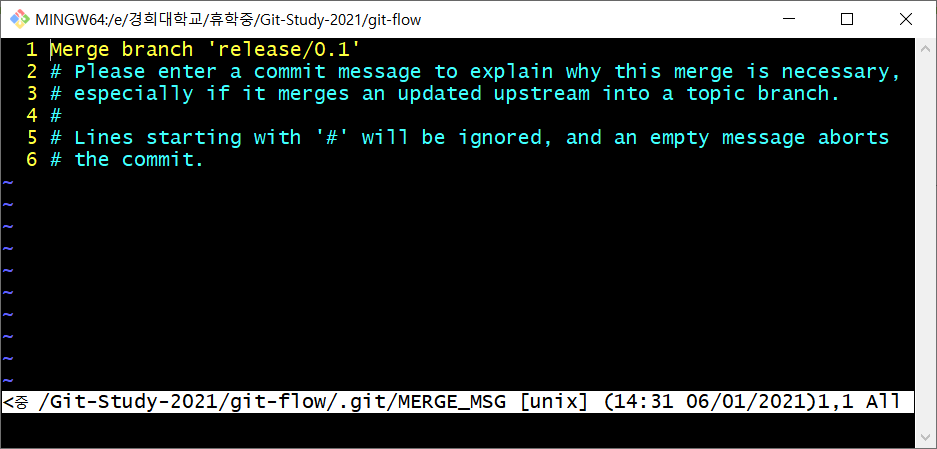 MINGW64:/e/경희대학교/휴학중/Git-Study-2021/git-flow
1 Merge branch 'release/0.1'
2 # Please enter a commit message to explain why this merge is necessary,
3 # especially if it merges an updated upstream into a topic branch.
4 #
5 # Lines starting with '#' will be ignored, and an empty message aborts
6 # the commit.
~
~
~
~
~
~
~
~
~
~
<중 /Git-Study-2021/git-flow/.git/MERGE_MSG [unix] (14:31 06/01/2021)1,1 All